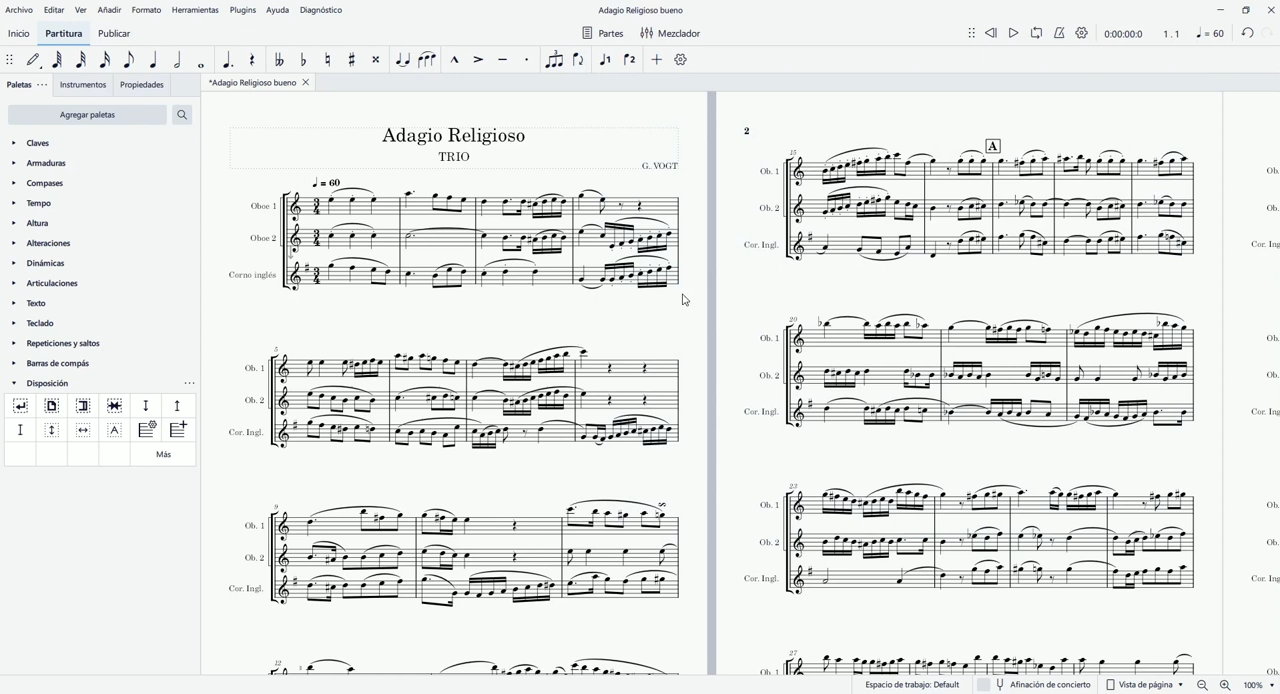 Archivo Editar Ver Añadir Formato Herramientas Plugins Ayuda Diagnóstico
Adagio Religioso bueno
Inicio Partitura Publicar
Partes Mezclador
0:00:00:0 1 . 1 ♩ = 60
Paletas Instrumentos Propiedades
*Adagio Religioso bueno
Agregar paletas
Claves
Armaduras
Compases
Tempo
Altura
Alteraciones
Dinámicas
Articulaciones
Texto
Teclado
Repeticiones y saltos
Barras de compás
Disposición
Más
Adagio Religioso
TRIO
G. VOGT
♩ = 60
Oboe 1
Oboe 2
Corno inglés
5
Ob. 1
Ob. 2
Cor. Ingl.
9
Ob. 1
Ob. 2
Cor. Ingl.
12
2
A
15
Ob. 1
Ob. 2
Cor. Ingl.
20
Ob. 1
Ob. 2
Cor. Ingl.
23
Ob. 1
Ob. 2
Cor. Ingl.
27
Ob. 1
Ob.
Ob.
Cor. In
Ob.
Ob.
Cor. In
Ob.
Ob.
Cor. In
Ob.
Espacio de trabajo: Default Afinación de concierto Vista de página 100%